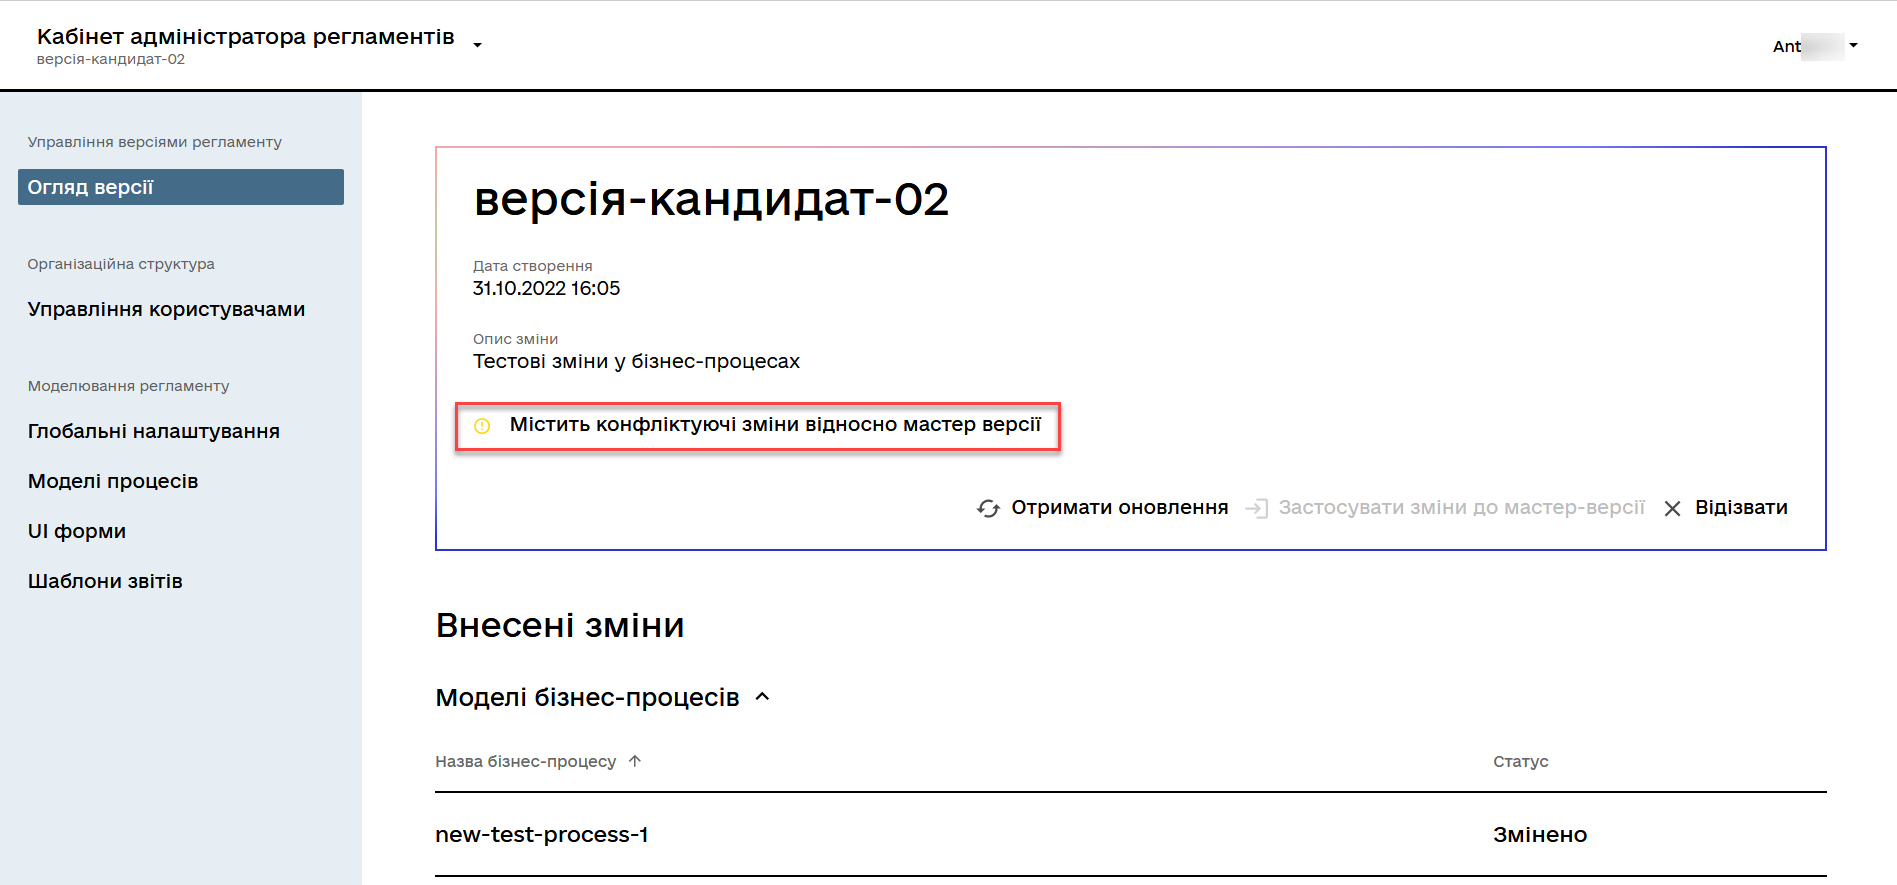 Кабінет адміністратора регламентів
версія-кандидат-02
Ant
Управління версіями регламенту
Огляд версії
Організаційна структура
Управління користувачами
Моделювання регламенту
Глобальні налаштування
Моделі процесів
UI форми
Шаблони звітів
версія-кандидат-02
Дата створення
31.10.2022 16:05
Опис зміни
Тестові зміни у бізнес-процесах
Містить конфліктуючі зміни відносно мастер версії
Отримати оновлення Застосувати зміни до мастер-версії Відізвати
Внесені зміни
Моделі бізнес-процесів
Назва бізнес-процесу Статус
new-test-process-1 Змінено